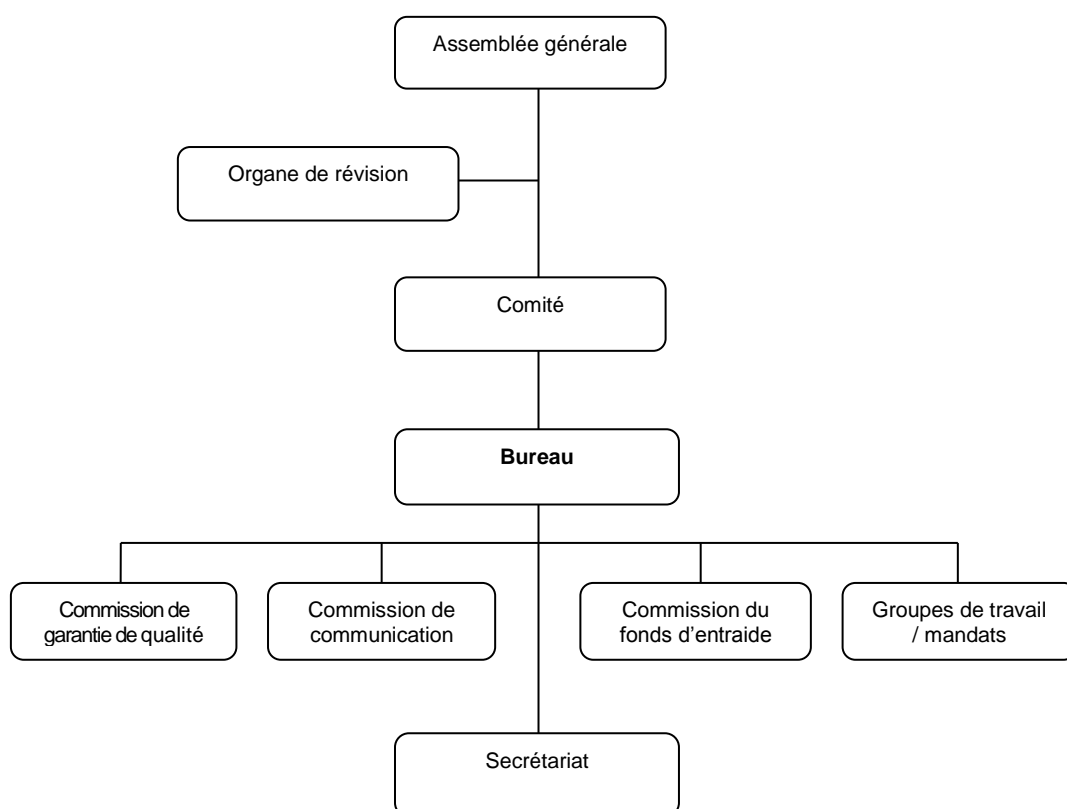 Assemblée générale
Organe de révision
Comité
Bureau
Commission de
garantie de qualité
Commission de
communication
Commission du
fonds d’entraide
Groupes de travail
/ mandats
Secrétariat